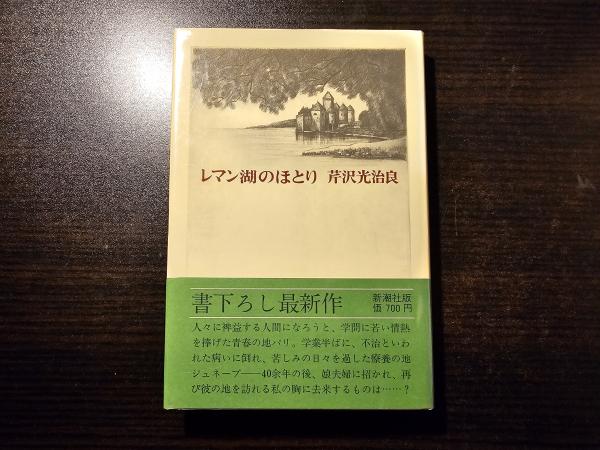 レマン湖のほとり 芹沢光治良
書下ろし最新作
新潮社版
価 700 円
人々に裨益する人間になろうと、学問に若い情熱
を捧げた青春の地パリ。学業半ばに、不治といわ
れた病いに倒れ、苦しみの日々を過した療養の地
ジュネーブ――40余年の後、娘夫婦に招かれ、再
び彼の地を訪れる私の胸に去来するものは……?